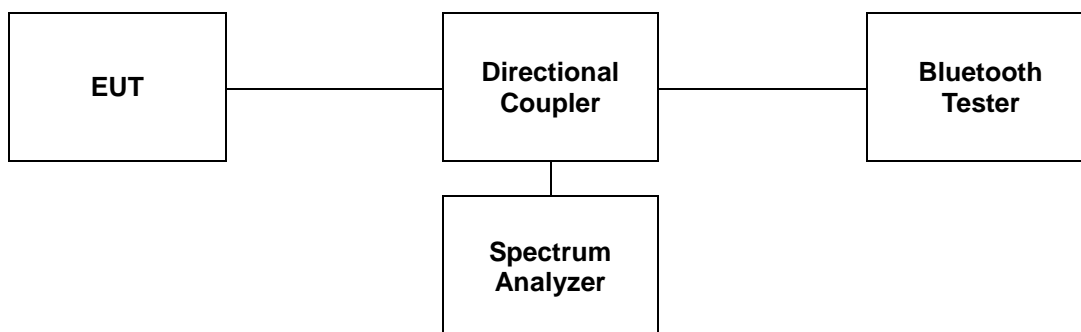 EUT
Directional
Coupler
Bluetooth
Tester
Spectrum
Analyzer